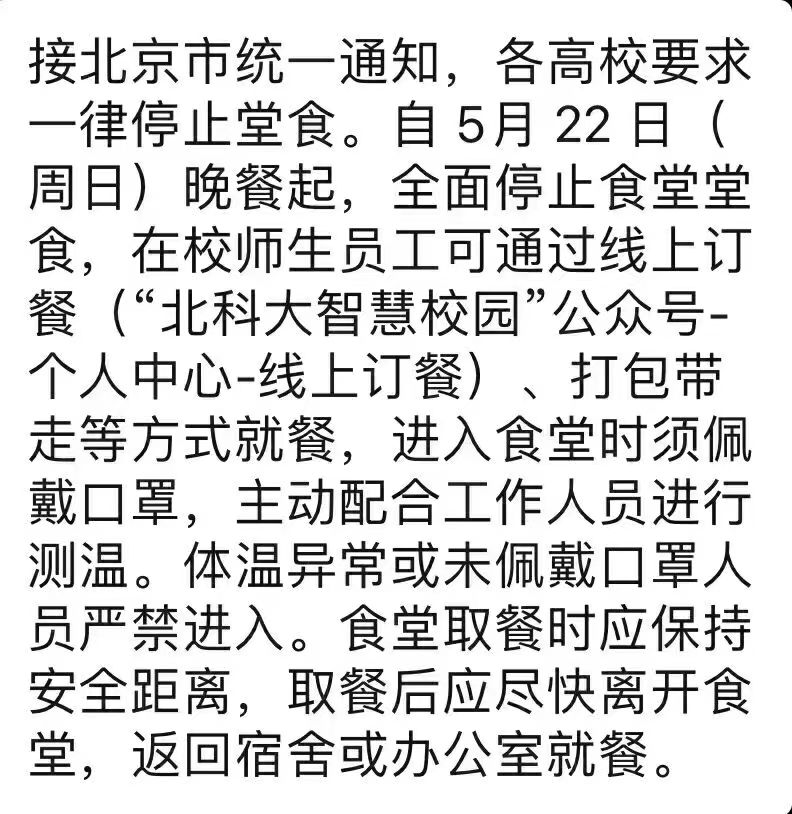 接北京市统一通知，各高校要求
一律停止堂食。自 5月 22 日（
周日）晚餐起，全面停止食堂堂
食，在校师生员工可通过线上订
餐（“北科大智慧校园”公众号-
个人中心-线上订餐）、打包带
走等方式就餐，进入食堂时须佩
戴口罩，主动配合工作人员进行
测温。体温异常或未佩戴口罩人
员严禁进入。食堂取餐时应保持
安全距离，取餐后应尽快离开食
堂，返回宿舍或办公室就餐。